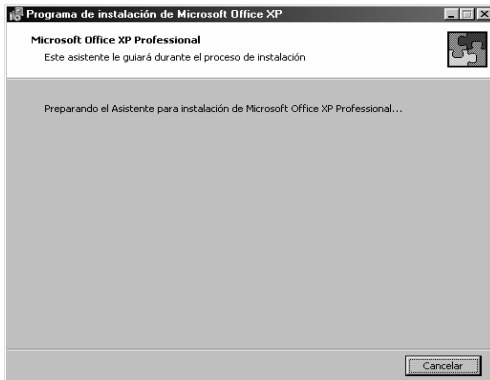 Programa de instalación de Microsoft Office XP
Microsoft Office XP Professional
Este asistente le guiará durante el proceso de instalación
Preparando el Asistente para instalación de Microsoft Office XP Professional...
Cancelar